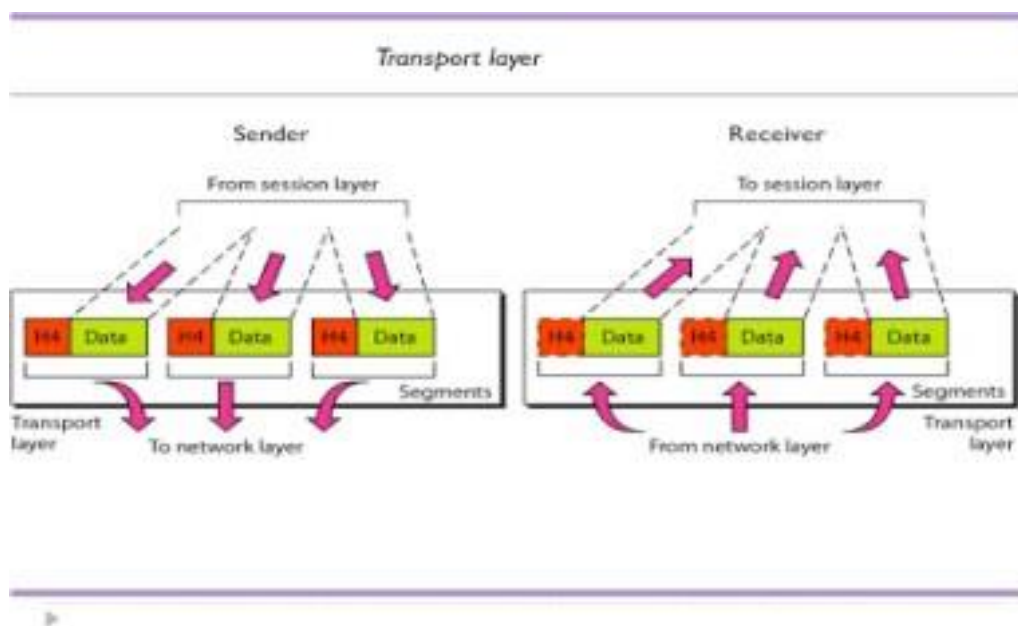 Transport layer
Sender
From session layer
H4 Data H4 Data H4 Data
Segments
Transport
layer
To network layer
Receiver
To session layer
H4 Data H4 Data H4 Data
Segments
From network layer
Transport
layer